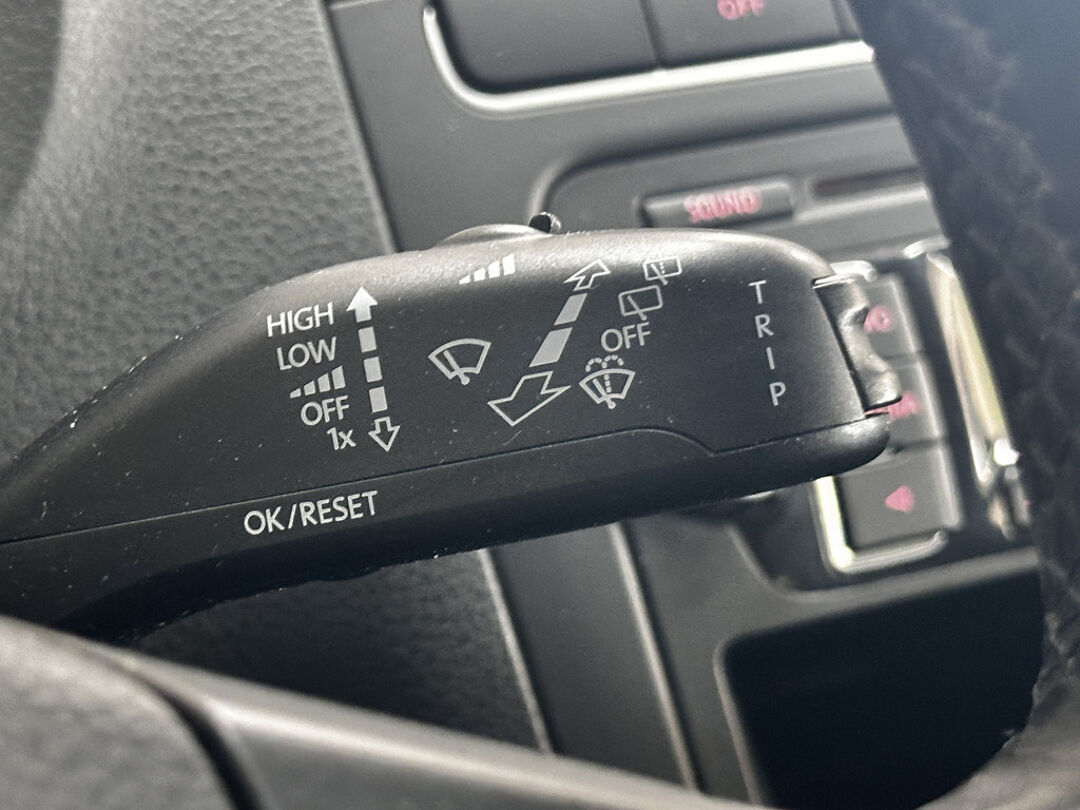 OFF
SOUND
HIGH
LOW
OFF
1x
OFF
TRIP
OK/RESET